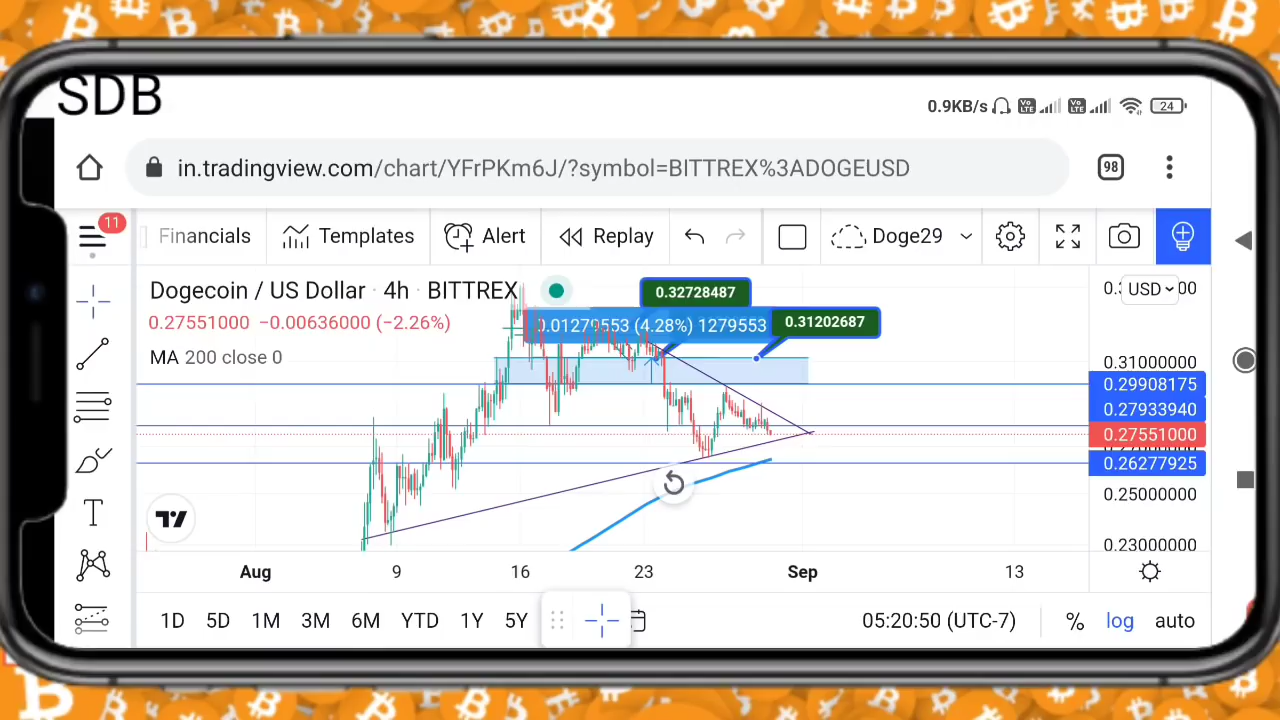 SDB
0.9KB/s Vo LTE Vo LTE 24
in.tradingview.com/chart/YFrPKm6J/?symbol=BITTREX%3ADOGEUSD 98
11 Financials Templates Alert Replay Doge29
Dogecoin / US Dollar · 4h · BITTREX
0.27551000 −0.00636000 (−2.26%)
MA 200 close 0
0.32728487
0.01279553 (4.28%) 1279553
0.31202687
USD
0.31000000
0.29908175
0.27933940
0.27551000
0.26277925
0.25000000
0.23000000
Aug 9 16 23 Sep 13
1D 5D 1M 3M 6M YTD 1Y 5Y 05:20:50 (UTC-7) % log auto